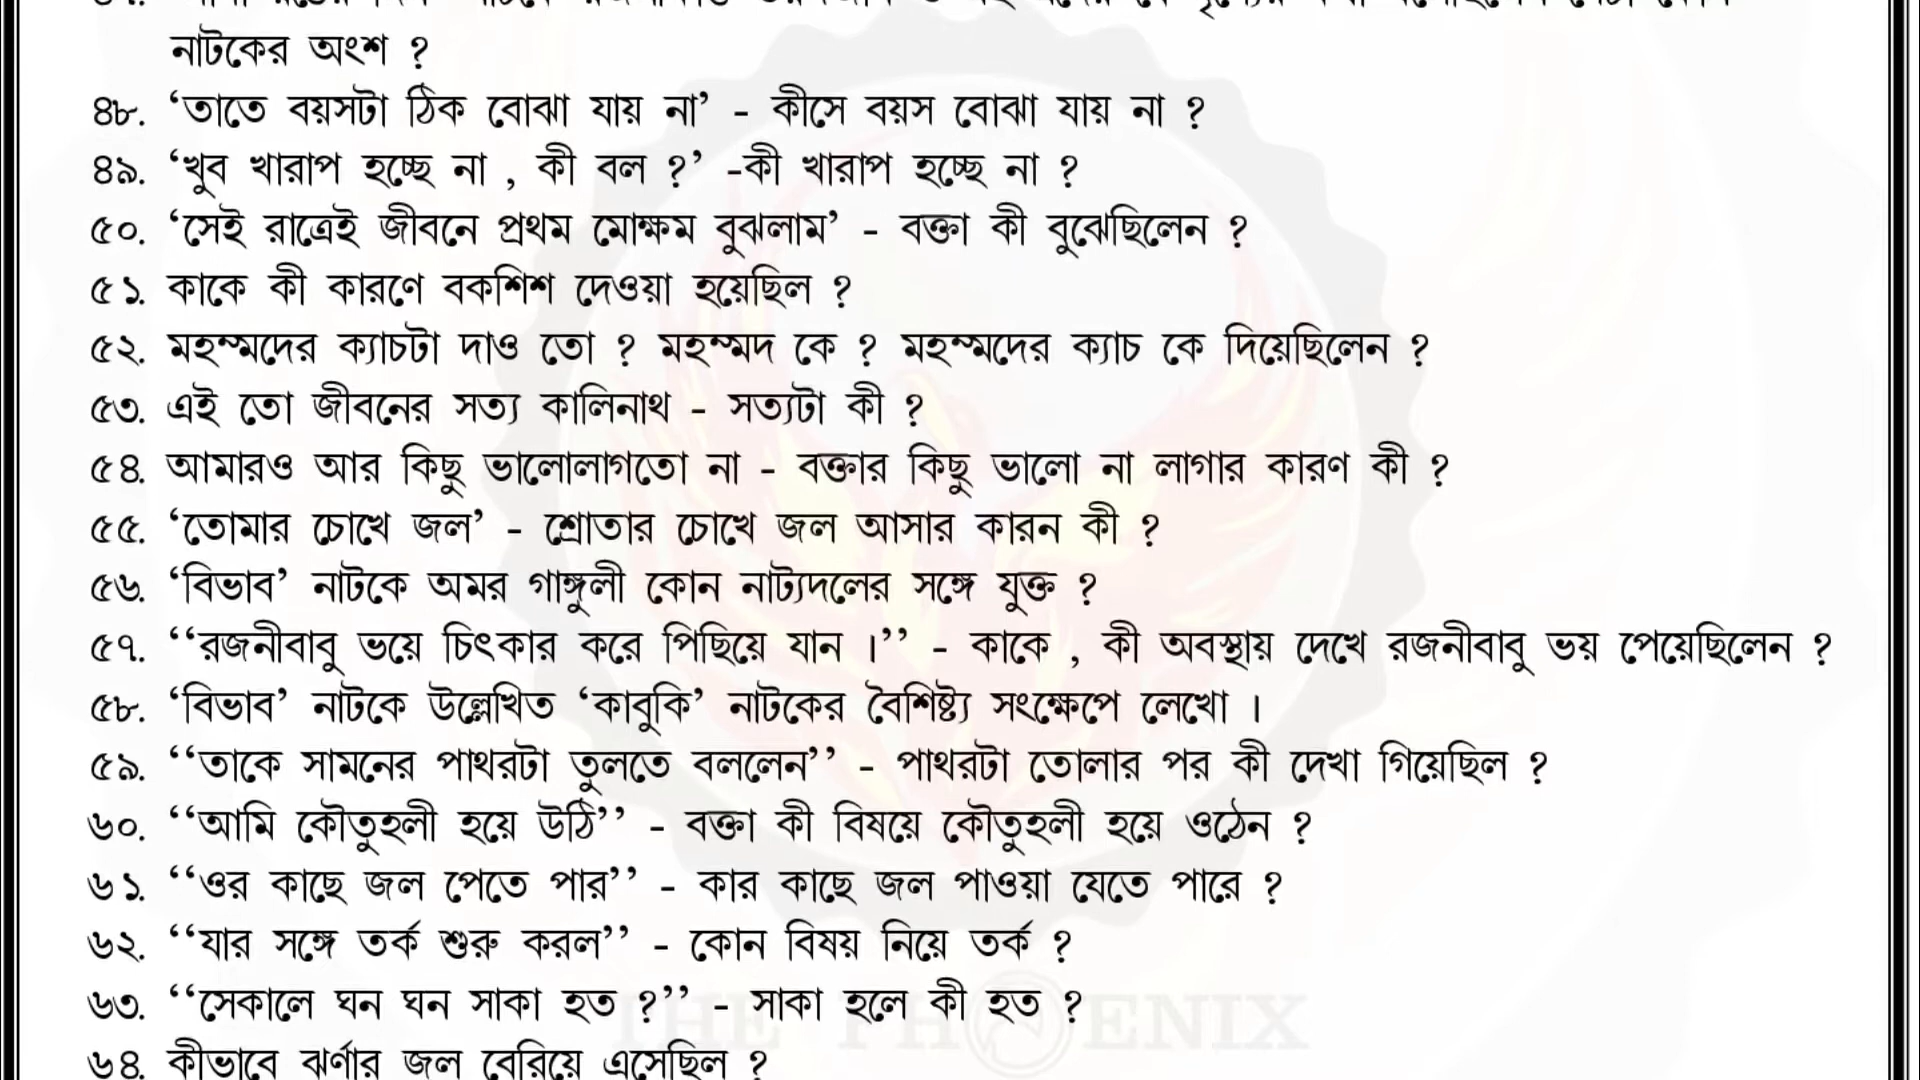 নাটকের অংশ ?
৪৮. ‘তাতে বয়সটা ঠিক বোঝা যায় না’ - কীসে বয়স বোঝা যায় না ?
৪৯. ‘খুব খারাপ হচ্ছে না , কী বল ?’ -কী খারাপ হচ্ছে না ?
৫০. ‘সেই রাত্রেই জীবনে প্রথম মোক্ষম বুঝলাম’ - বক্তা কী বুঝেছিলেন ?
৫১. কাকে কী কারণে বকশিশ দেওয়া হয়েছিল ?
৫২. মহম্মদের ক্যাচটা দাও তো ? মহম্মদ কে ? মহম্মদের ক্যাচ কে দিয়েছিলেন ?
৫৩. এই তো জীবনের সত্য কালিনাথ - সত্যটা কী ?
৫৪. আমারও আর কিছু ভালোলাগতো না - বক্তার কিছু ভালো না লাগার কারণ কী ?
৫৫. ‘তোমার চোখে জল’ - শ্রোতার চোখে জল আসার কারন কী ?
৫৬. ‘বিভাব’ নাটকে অমর গাঙ্গুলী কোন নাট্যদলের সঙ্গে যুক্ত ?
৫৭. ‘‘রজনীবাবু ভয়ে চিৎকার করে পিছিয়ে যান ।’’ - কাকে , কী অবস্থায় দেখে রজনীবাবু ভয় পেয়েছিলেন ?
৫৮. ‘বিভাব’ নাটকে উল্লেখিত ‘কাবুকি’ নাটকের বৈশিষ্ট্য সংক্ষেপে লেখো ।
৫৯. ‘‘তাকে সামনের পাথরটা তুলতে বললেন’’ - পাথরটা তোলার পর কী দেখা গিয়েছিল ?
৬০. ‘‘আমি কৌতুহলী হয়ে উঠি’’ - বক্তা কী বিষয়ে কৌতুহলী হয়ে ওঠেন ?
৬১. ‘‘ওর কাছে জল পেতে পার’’ - কার কাছে জল পাওয়া যেতে পারে ?
৬২. ‘‘যার সঙ্গে তর্ক শুরু করল’’ - কোন বিষয় নিয়ে তর্ক ?
৬৩. ‘‘সেকালে ঘন ঘন সাকা হত ?’’ - সাকা হলে কী হত ?
THE PHOENIX
৬৪. কীভাবে ঝর্ণার জল বেরিয়ে এসেছিল ?